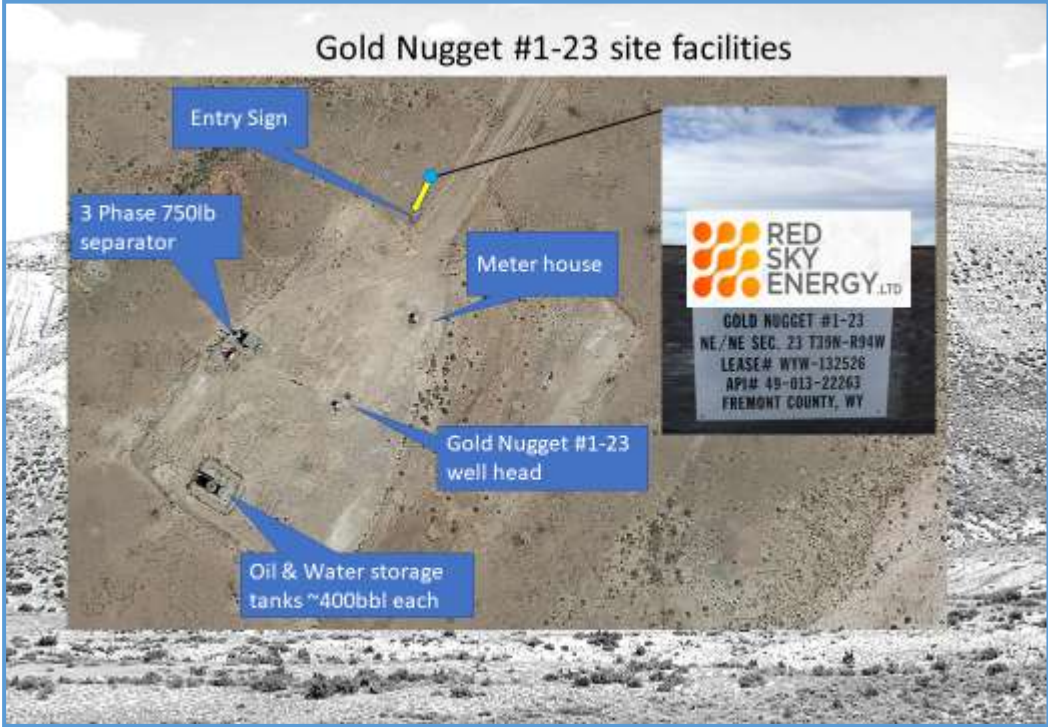 Gold Nugget #1-23 site facilities
Entry Sign
3 Phase 750lb
separator
Meter house
RED
SKY
ENERGY.LTD
GOLD NUGGET #1-23
NE/NE SEC. 23 T39N-R94W
LEASE# WYW-132526
API# 49-013-22263
FREMONT COUNTY, WY
Gold Nugget #1-23
well head
Oil & Water storage
tanks ~400bbl each